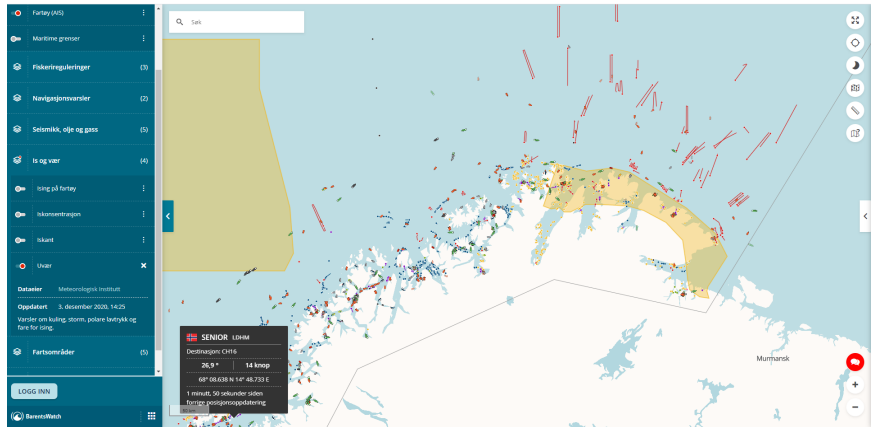 Fartøy (AIS)
Maritime grenser
Fiskerireguleringer (3)
Navigasjonsvarsler (2)
Seismikk, olje og gass (5)
Is og vær (4)
Ising på fartøy
Iskonsentrasjon
Iskant
Uvær
Dataeier Meteorologisk Institutt
Oppdatert 3. desember 2020, 14:25
Varsler om kuling, storm, polare lavtrykk og
fare for ising.
Fartsområder (5)
LOGG INN
BarentsWatch
Søk
SENIOR LDHM
Destinasjon: CH16
26,9 ° 14 knop
68° 08.638 N 14° 48.733 E
1 minutt, 50 sekunder siden
forrige posisjonsoppdatering
Murmansk